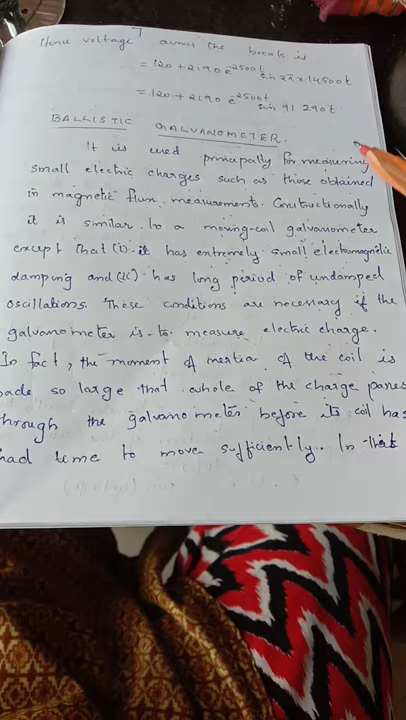 Hence voltage across the break is
= 120 + 2190 e^-2500t sin 2π × 14500t
= 120 + 2190 e^-2500t sin 91 290t
BALLISTIC GALVANOMETER.
It is used principally for measuring
small electric charges such as those obtained
in magnetic flux measurements. Constructionally
it is similar to a moving-coil galvanometer
except that (i) it has extremely small electromagnetic
damping and (ii) has long period of undamped
oscillations. These conditions are necessary if the
galvanometer is to measure electric charge.
In fact, the moment of inertia of the coil is
made so large that whole of the charge passes
through the galvanometer before its coil has
had time to move sufficiently. In that